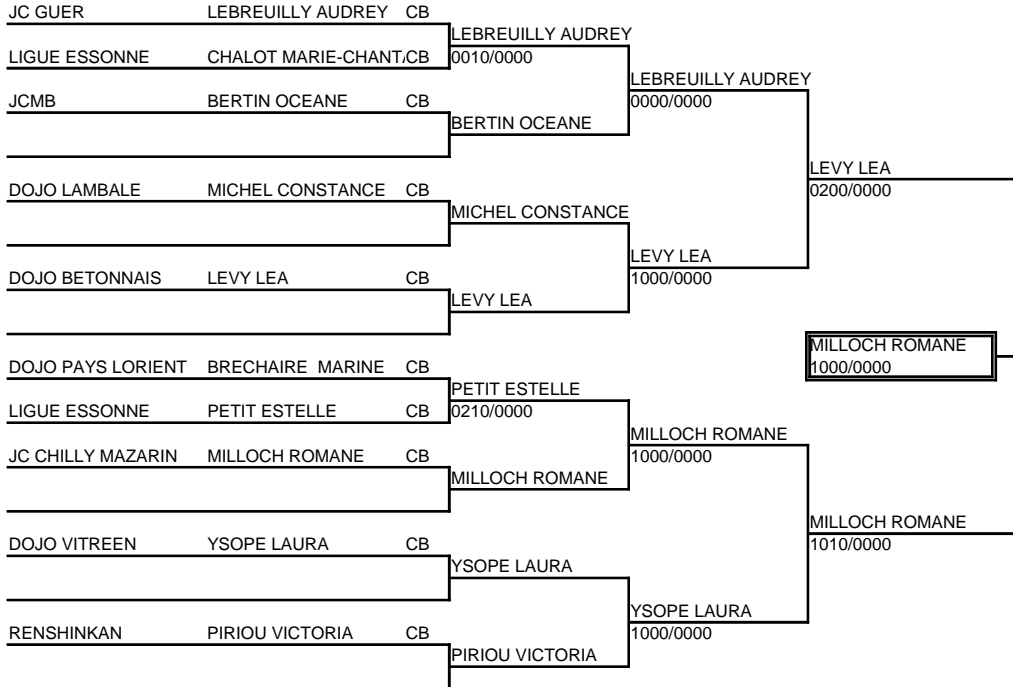 JC GUER LEBREUILLY AUDREY CB
LEBREUILLY AUDREY
LIGUE ESSONNE CHALOT MARIE-CHANTA CB 0010/0000
LEBREUILLY AUDREY
JCMB BERTIN OCEANE CB 0000/0000
BERTIN OCEANE
LEVY LEA
DOJO LAMBALE MICHEL CONSTANCE CB 0200/0000
MICHEL CONSTANCE
LEVY LEA
DOJO BETONNAIS LEVY LEA CB 1000/0000
LEVY LEA
MILLOCH ROMANE
DOJO PAYS LORIENT BRECHAIRE MARINE CB 1000/0000
PETIT ESTELLE
LIGUE ESSONNE PETIT ESTELLE CB 0210/0000
MILLOCH ROMANE
JC CHILLY MAZARIN MILLOCH ROMANE CB 1000/0000
MILLOCH ROMANE
MILLOCH ROMANE
DOJO VITREEN YSOPE LAURA CB 1010/0000
YSOPE LAURA
YSOPE LAURA
RENSHINKAN PIRIOU VICTORIA CB 1000/0000
PIRIOU VICTORIA